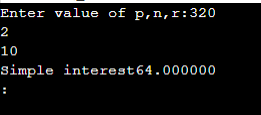 Enter value of p,n,r:320
2
10
Simple interest64.000000
: